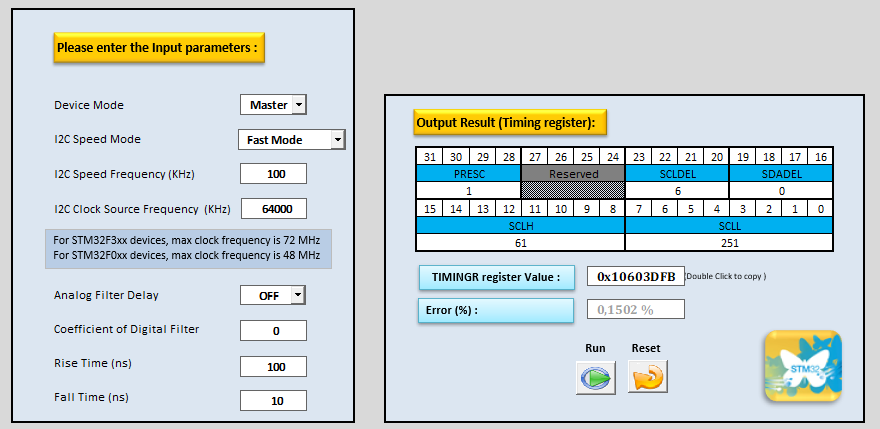 Please enter the Input parameters :
Device Mode Master
I2C Speed Mode Fast Mode
I2C Speed Frequency (KHz) 100
I2C Clock Source Frequency (KHz) 64000
For STM32F3xx devices, max clock frequency is 72 MHz
For STM32F0xx devices, max clock frequency is 48 MHz
Analog Filter Delay OFF
Coefficient of Digital Filter 0
Rise Time (ns) 100
Fall Time (ns) 10
Output Result (Timing register):
31 30 29 28 27 26 25 24 23 22 21 20 19 18 17 16
PRESC Reserved SCLDEL SDADEL
1 6 0
15 14 13 12 11 10 9 8 7 6 5 4 3 2 1 0
SCLH SCLL
61 251
TIMINGR register Value : 0x10603DFB (Double Click to copy )
Error (%) : 0,1502 %
Run Reset
STM32